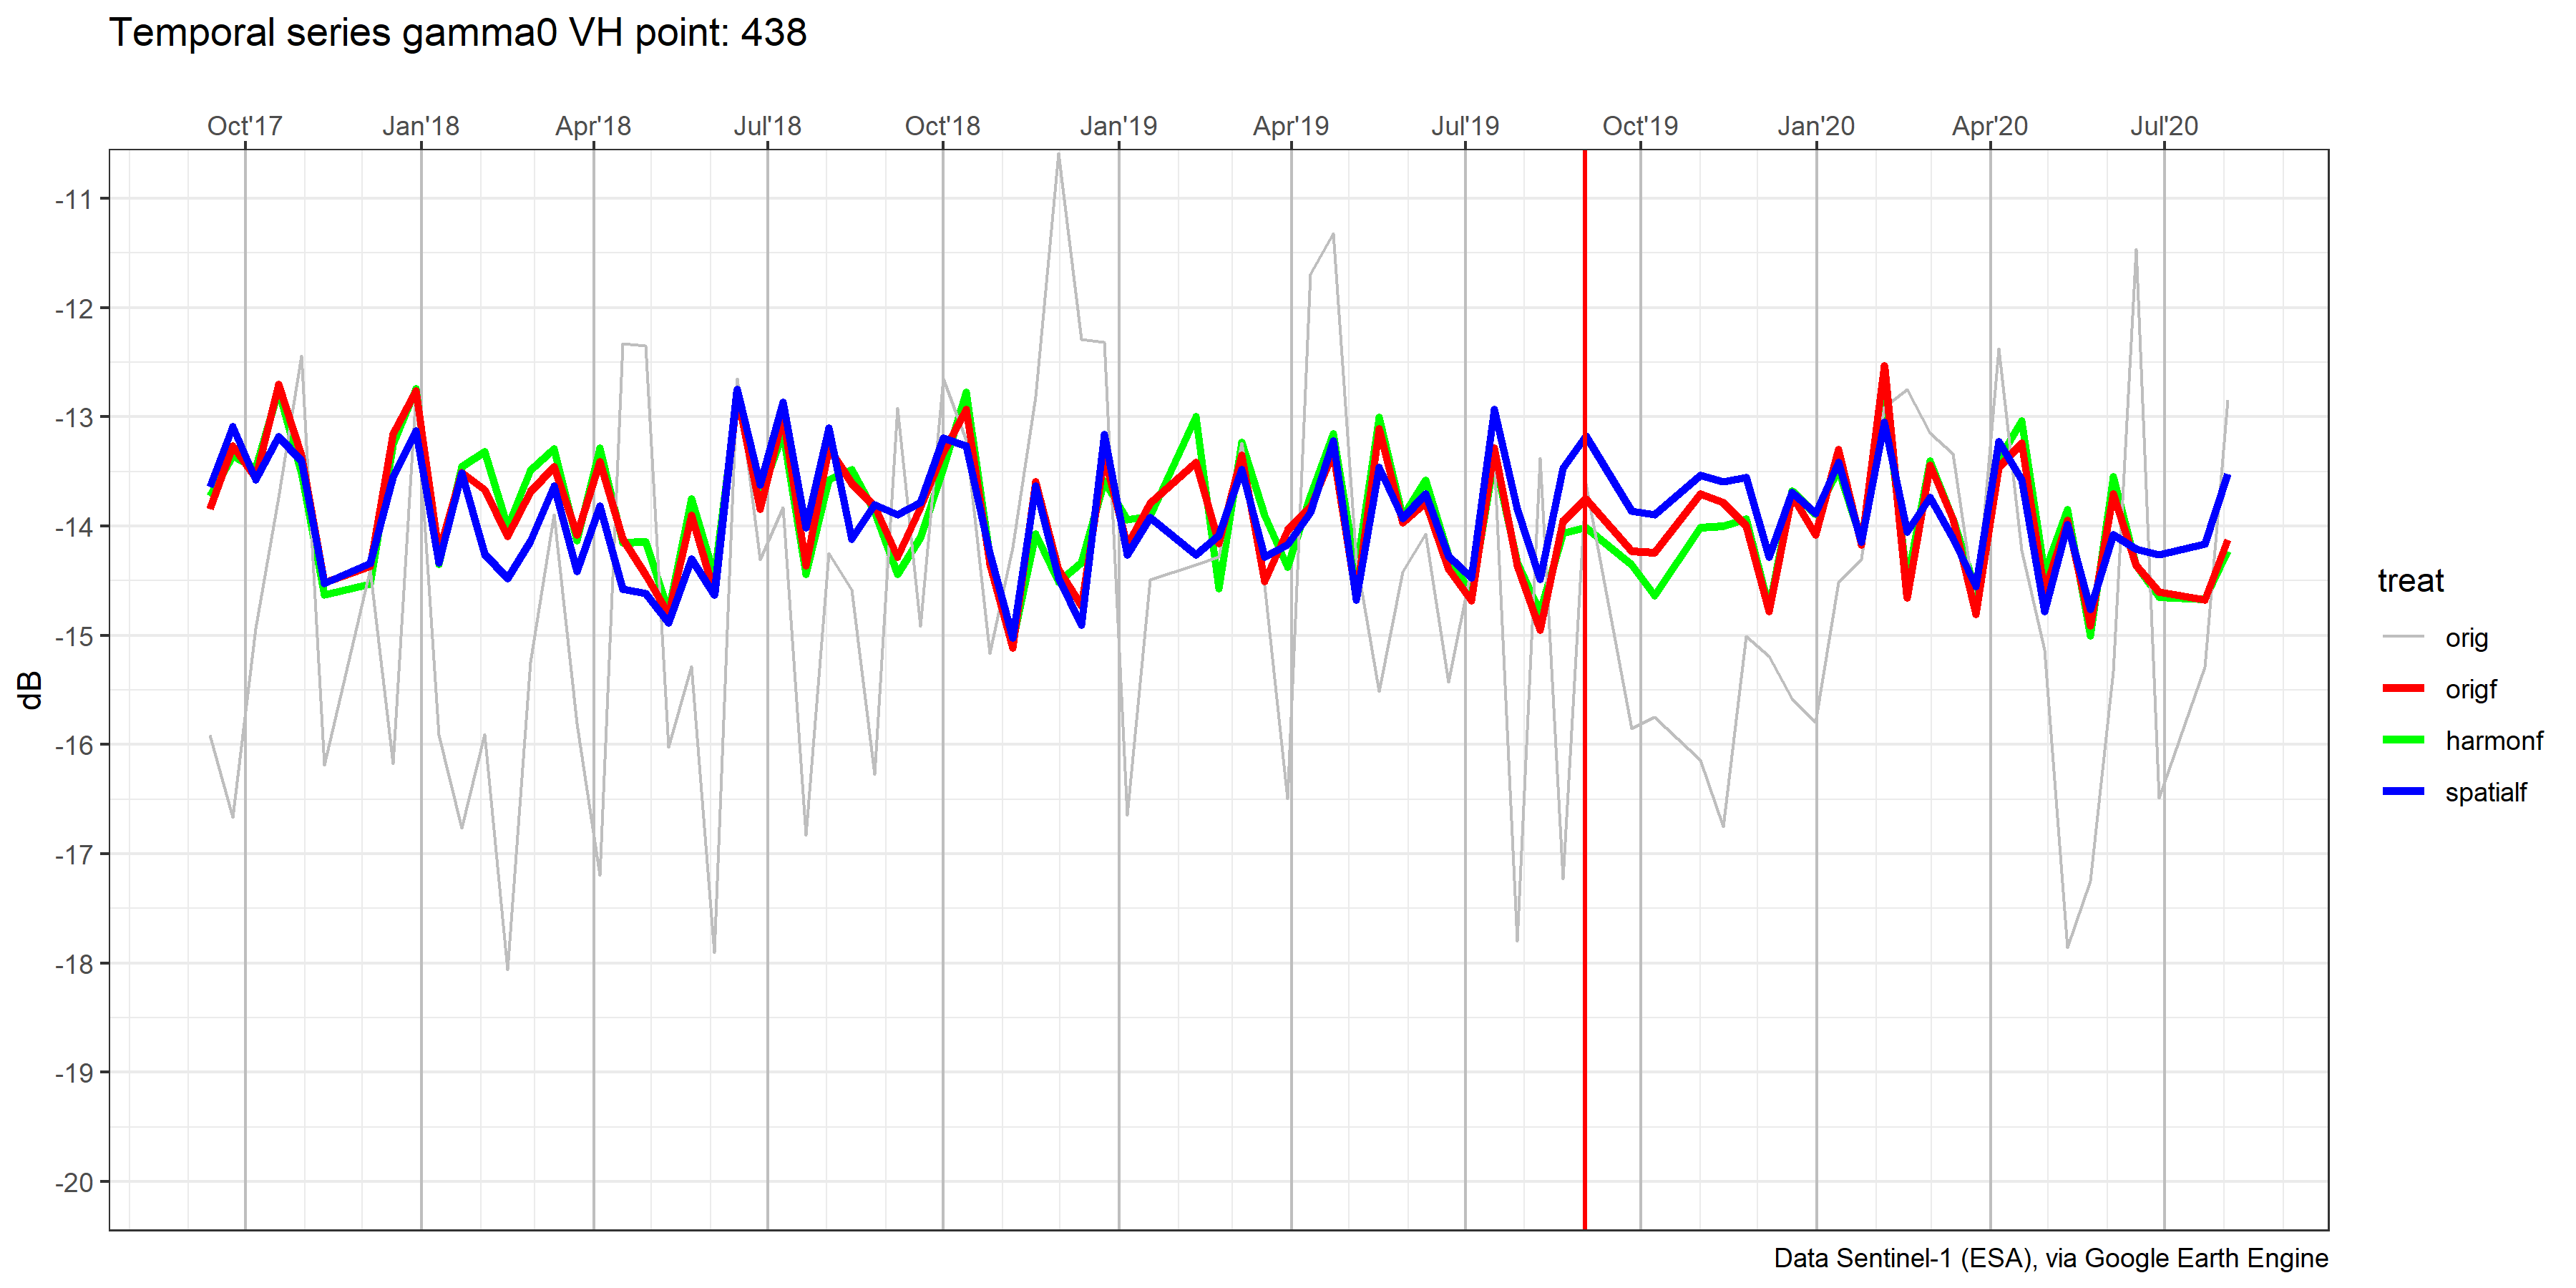 Temporal series gamma0 VH point: 438
Oct'17 Jan'18 Apr'18 Jul'18 Oct'18 Jan'19 Apr'19 Jul'19 Oct'19 Jan'20 Apr'20 Jul'20
-11
-12
-13
-14
-15
-16
-17
-18
-19
-20
dB
treat
orig
origf
harmonf
spatialf
Data Sentinel-1 (ESA), via Google Earth Engine